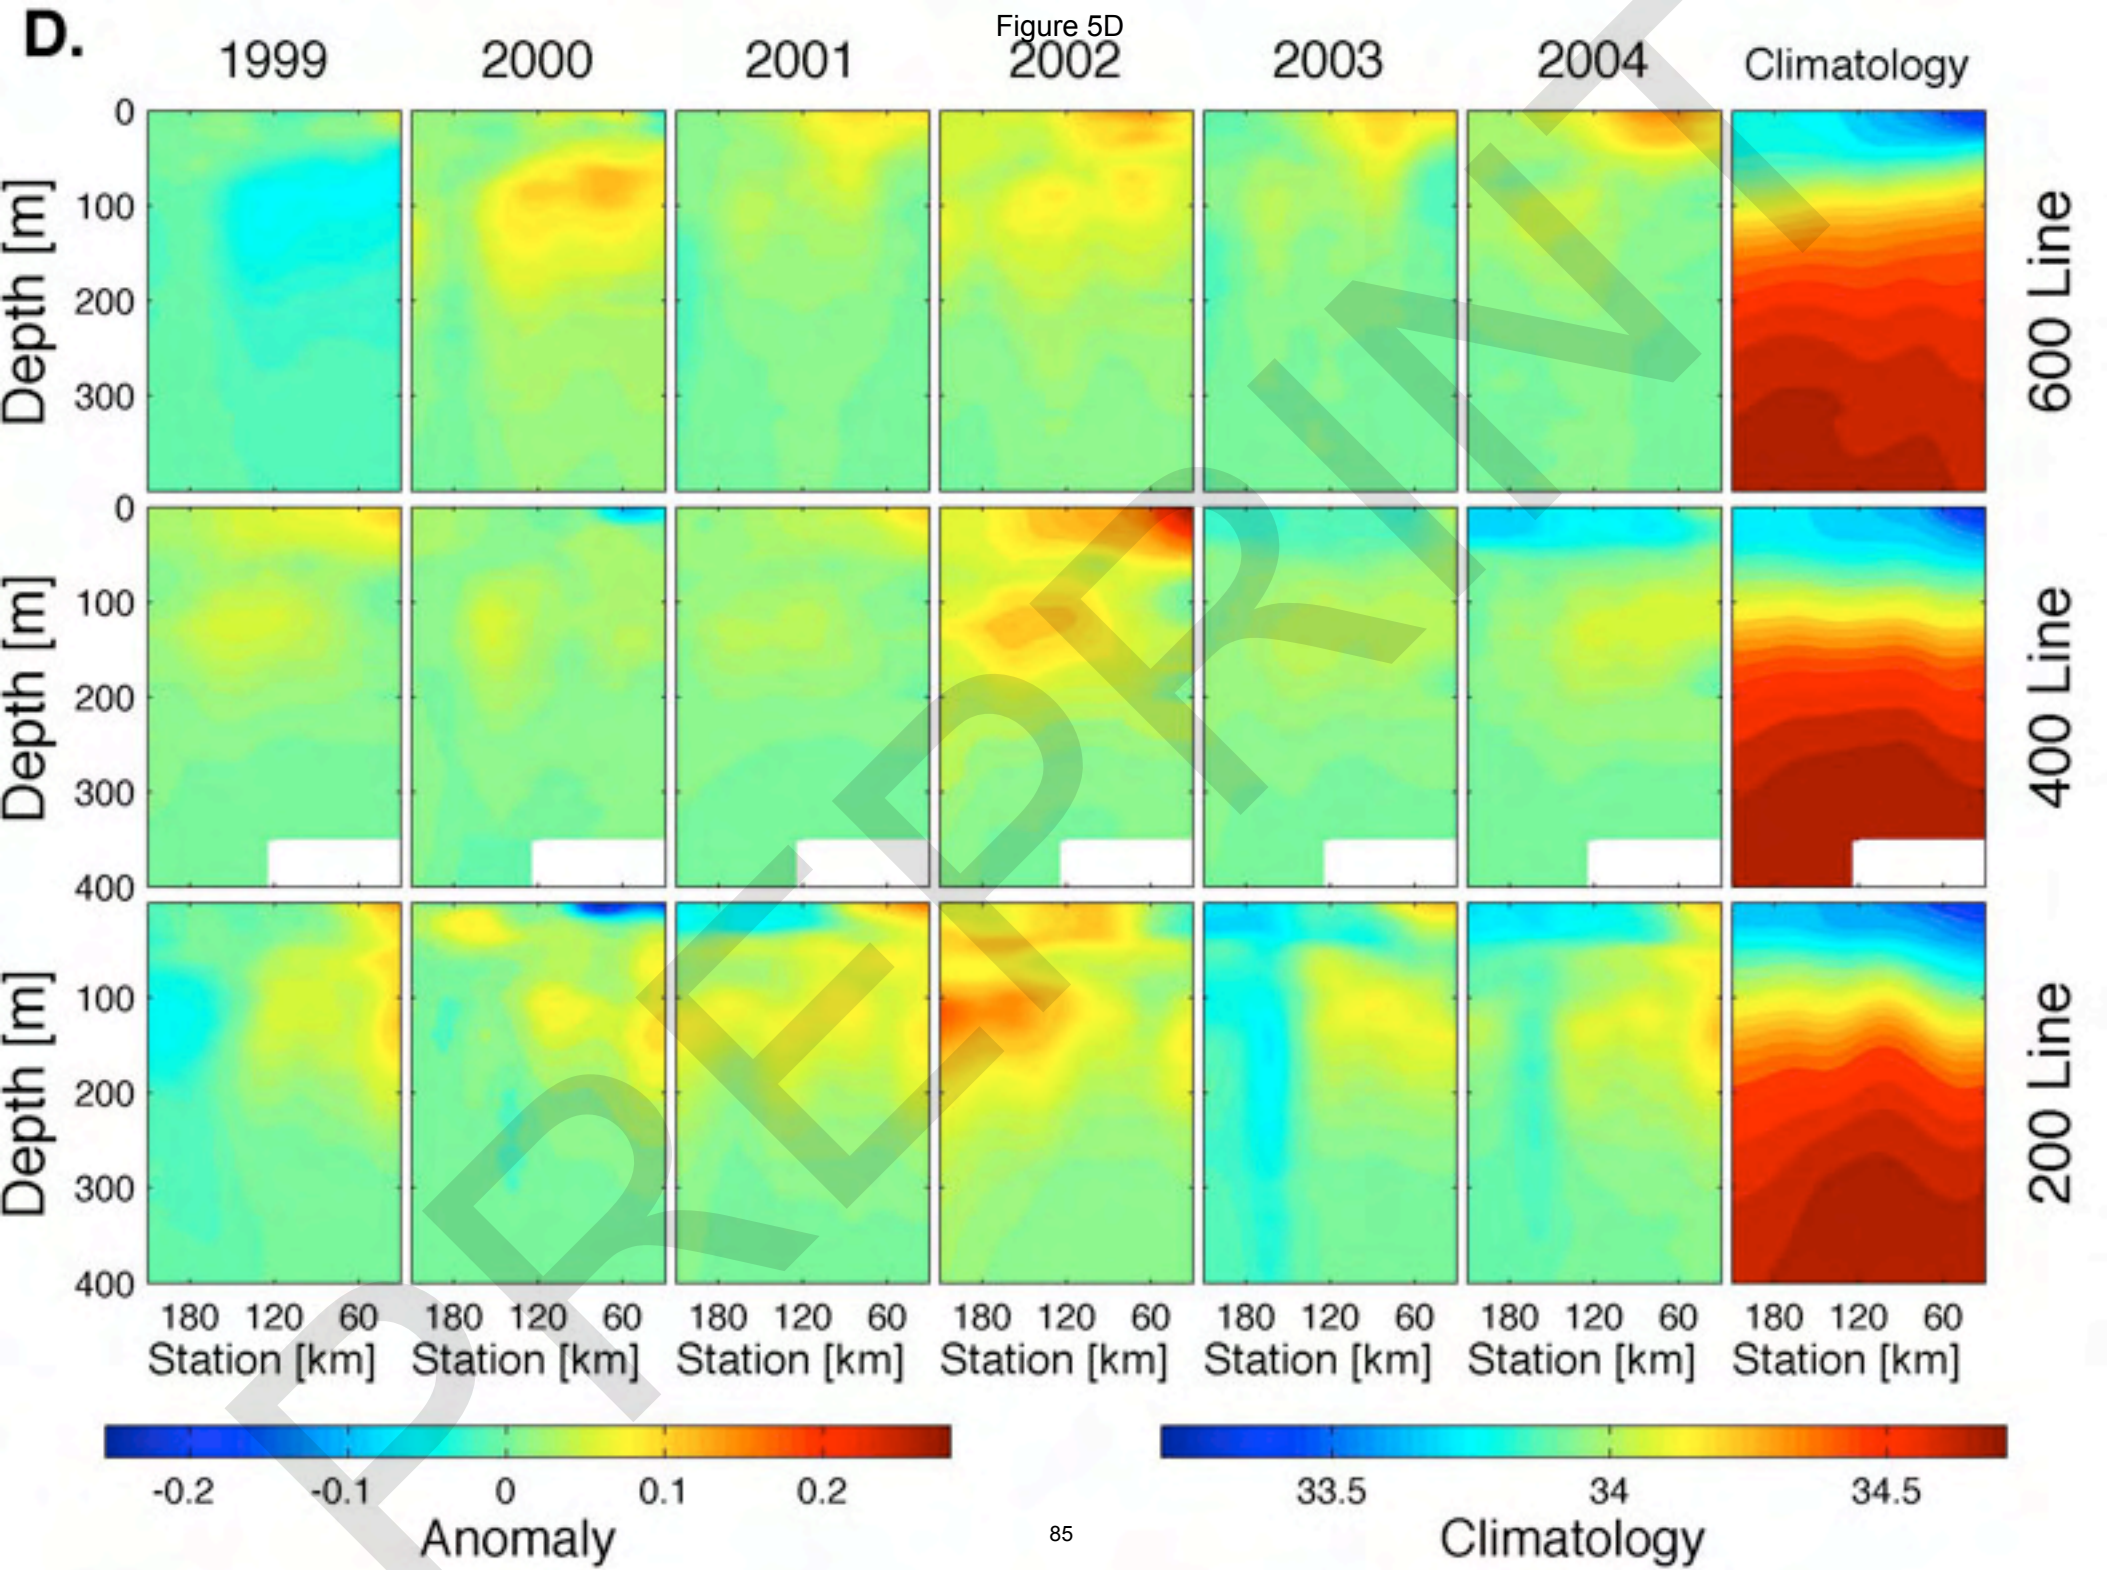 D.
Figure 5D
1999 2000 2001 2002 2003 2004 Climatology
0
100
200
300
Depth [m]
600 Line
0
100
200
300
400
Depth [m]
400 Line
100
200
300
400
Depth [m]
200 Line
180 120 60 180 120 60 180 120 60 180 120 60 180 120 60 180 120 60 180 120 60
Station [km] Station [km] Station [km] Station [km] Station [km] Station [km] Station [km]
-0.2 -0.1 0 0.1 0.2
33.5 34 34.5
Anomaly
85
Climatology
PREPRINT